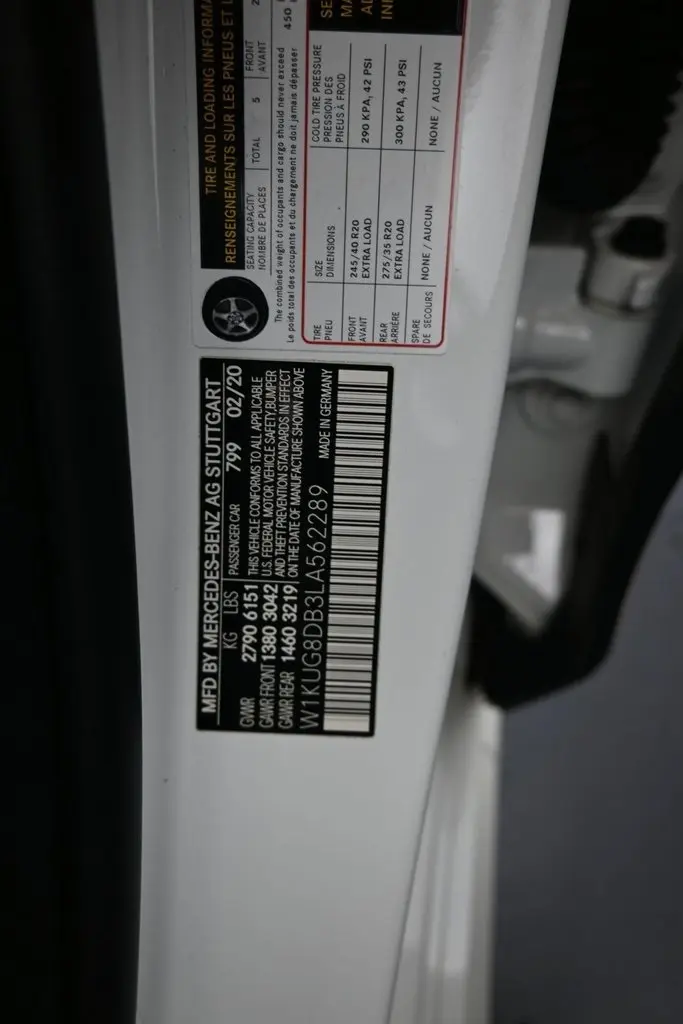 TIRE AND LOADING
RENSEIGNEMENTS SUR LES PNEUS ET
SEATING CAPACITY
NOMBRE DE PLACES
TOTAL 5
FRONT
AVANT
The combined weight of occupants and cargo should never exceed 450
Le poids total des occupants et du chargement ne doit jamais dépasser
TIRE
PNEU
SIZE
DIMENSIONS
COLD TIRE PRESSURE
PRESSION DES
PNEUS À FROID
FRONT
AVANT
245/40 R20
EXTRA LOAD
290 KPA, 42 PSI
REAR
ARRIÈRE
275/35 R20
EXTRA LOAD
300 KPA, 43 PSI
SPARE
DE SECOURS
NONE / AUCUN
NONE / AUCUN
MFD BY MERCEDES-BENZ AG STUTTGART
KG LBS PASSENGER CAR 799 02/20
GVWR 2790 6151
GAWR FRONT 1380 3042
GAWR REAR 1460 3219
THIS VEHICLE CONFORMS TO ALL APPLICABLE
U.S. FEDERAL MOTOR VEHICLE SAFETY,BUMPER
AND THEFT PREVENTION STANDARDS IN EFFECT
ON THE DATE OF MANUFACTURE SHOWN ABOVE
W1KUG8DB3LA562289 MADE IN GERMANY